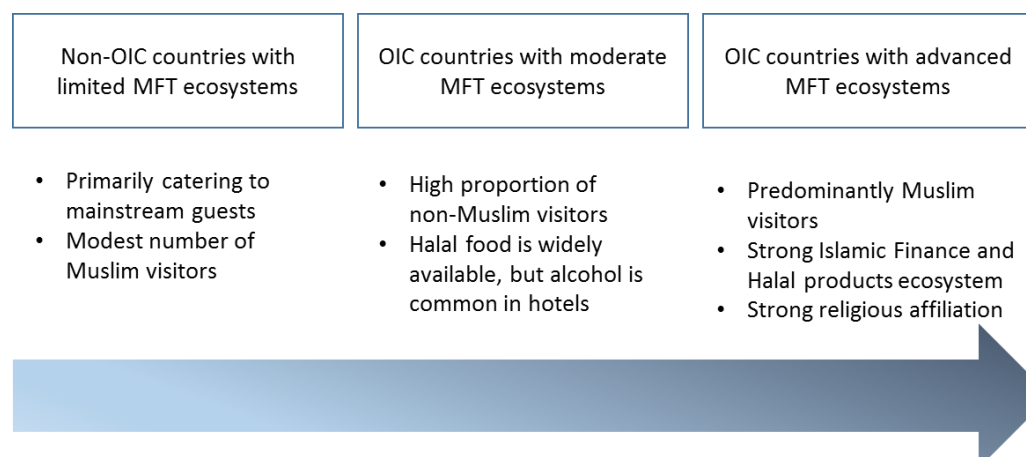 Non-OIC countries with
limited MFT ecosystems
OIC countries with moderate
MFT ecosystems
OIC countries with advanced
MFT ecosystems
• Primarily catering to
mainstream guests
• Modest number of
Muslim visitors
• High proportion of
non-Muslim visitors
• Halal food is widely
available, but alcohol is
common in hotels
• Predominantly Muslim
visitors
• Strong Islamic Finance and
Halal products ecosystem
• Strong religious affiliation